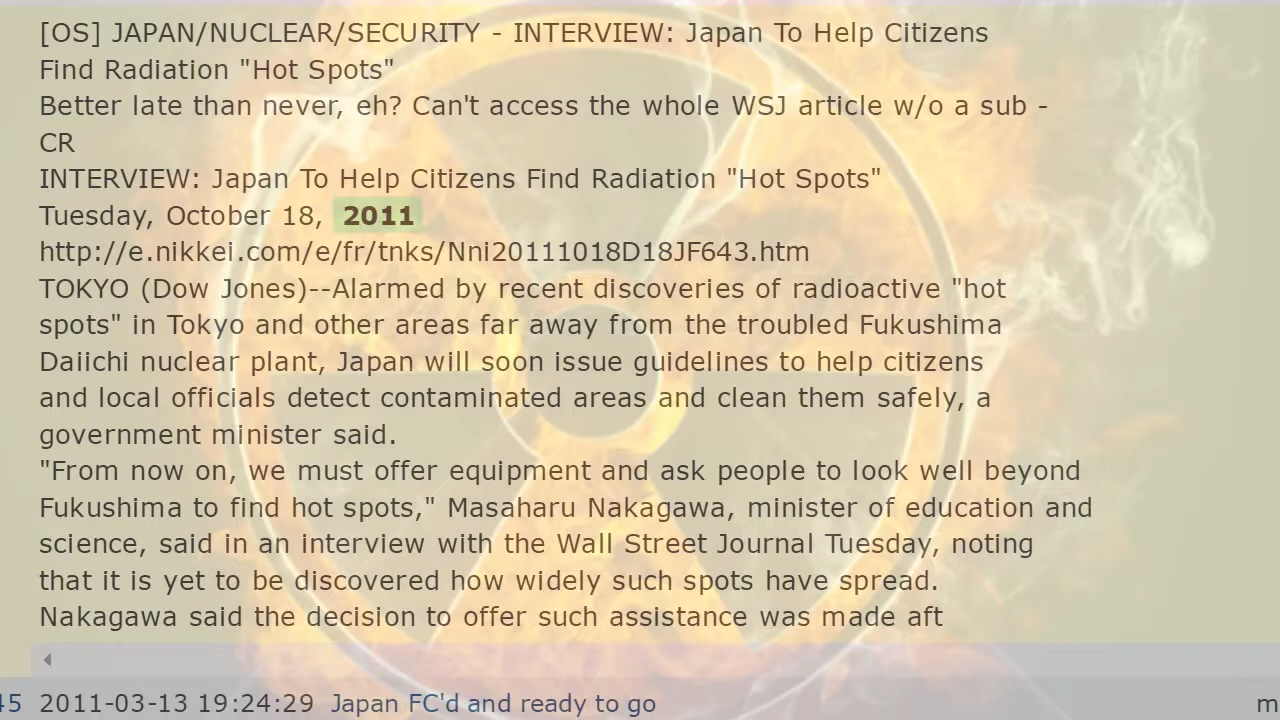 [OS] JAPAN/NUCLEAR/SECURITY - INTERVIEW: Japan To Help Citizens
Find Radiation "Hot Spots"
Better late than never, eh? Can't access the whole WSJ article w/o a sub -
CR
INTERVIEW: Japan To Help Citizens Find Radiation "Hot Spots"
Tuesday, October 18, 2011
http://e.nikkei.com/e/fr/tnks/Nni20111018D18JF643.htm
TOKYO (Dow Jones)--Alarmed by recent discoveries of radioactive "hot
spots" in Tokyo and other areas far away from the troubled Fukushima
Daiichi nuclear plant, Japan will soon issue guidelines to help citizens
and local officials detect contaminated areas and clean them safely, a
government minister said.
"From now on, we must offer equipment and ask people to look well beyond
Fukushima to find hot spots," Masaharu Nakagawa, minister of education and
science, said in an interview with the Wall Street Journal Tuesday, noting
that it is yet to be discovered how widely such spots have spread.
Nakagawa said the decision to offer such assistance was made aft
45 2011-03-13 19:24:29 Japan FC'd and ready to go m